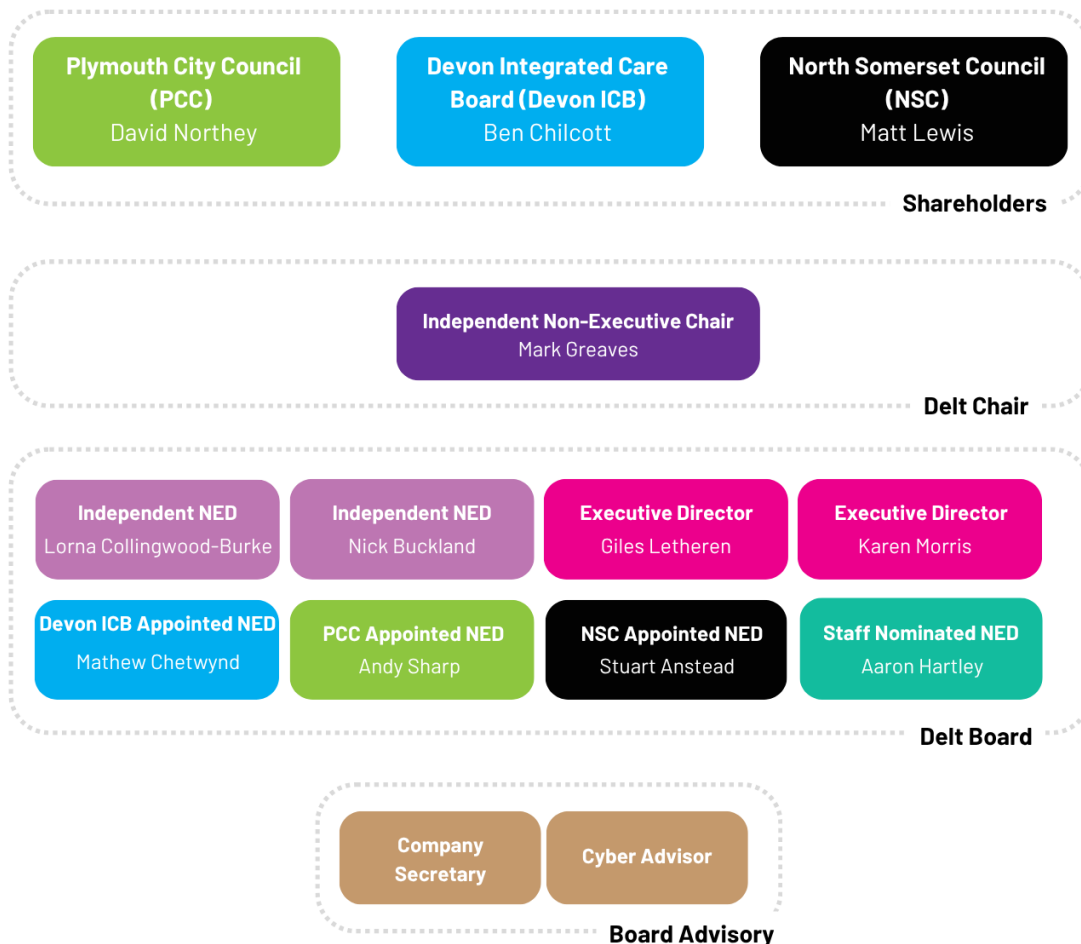 Plymouth City Council
(PCC)
David Northey
Devon Integrated Care
Board (Devon ICB)
Ben Chilcott
North Somerset Council
(NSC)
Matt Lewis
Shareholders
Independent Non-Executive Chair
Mark Greaves
Delt Chair
Independent NED
Lorna Collingwood-Burke
Independent NED
Nick Buckland
Executive Director
Giles Letheren
Executive Director
Karen Morris
Devon ICB Appointed NED
Mathew Chetwynd
PCC Appointed NED
Andy Sharp
NSC Appointed NED
Stuart Anstead
Staff Nominated NED
Aaron Hartley
Delt Board
Company
Secretary
Cyber Advisor
Board Advisory